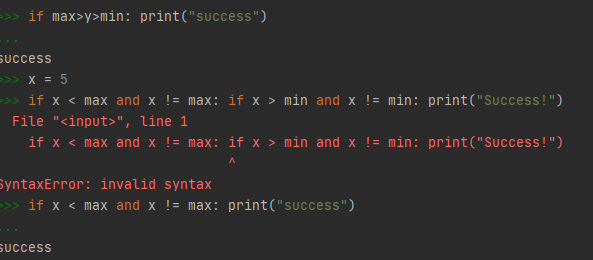 >>> if max>y>min: print("success")
...
success
>>> x = 5
>>> if x < max and x != max: if x > min and x != min: print("Success!")
  File "<input>", line 1
    if x < max and x != max: if x > min and x != min: print("Success!")
                             ^
SyntaxError: invalid syntax
>>> if x < max and x != max: print("success")
...
success